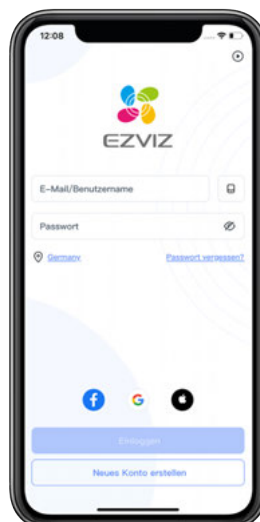 12:08
EZVIZ
E-Mail/Benutzername
Passwort
Germany
Passwort vergessen?
Einloggen
Neues Konto erstellen